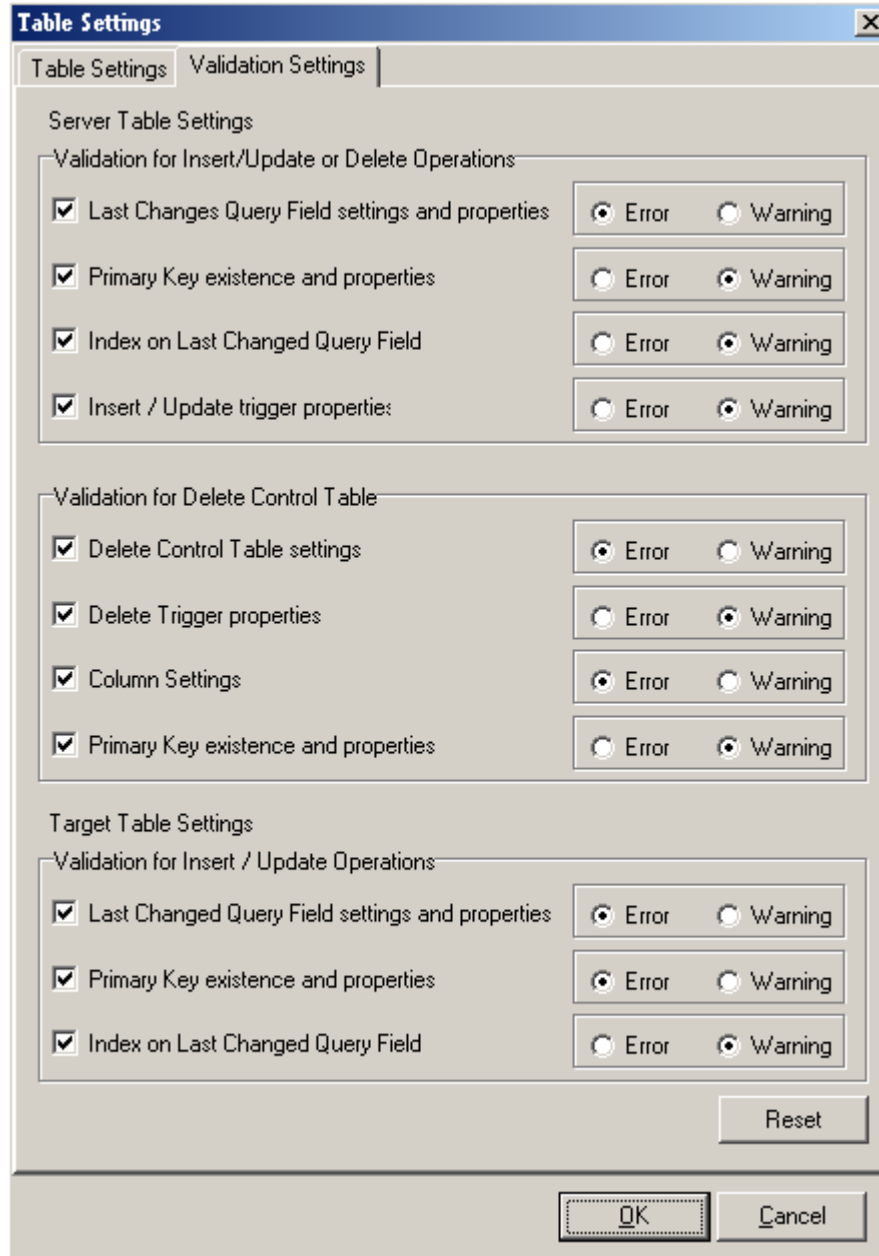 Table Settings
Table Settings Validation Settings
Server Table Settings
Validation for Insert/Update or Delete Operations
Last Changes Query Field settings and properties Error Warning
Primary Key existence and properties Error Warning
Index on Last Changed Query Field Error Warning
Insert / Update trigger properties Error Warning
Validation for Delete Control Table
Delete Control Table settings Error Warning
Delete Trigger properties Error Warning
Column Settings Error Warning
Primary Key existence and properties Error Warning
Target Table Settings
Validation for Insert / Update Operations
Last Changed Query Field settings and properties Error Warning
Primary Key existence and properties Error Warning
Index on Last Changed Query Field Error Warning
Reset
OK Cancel